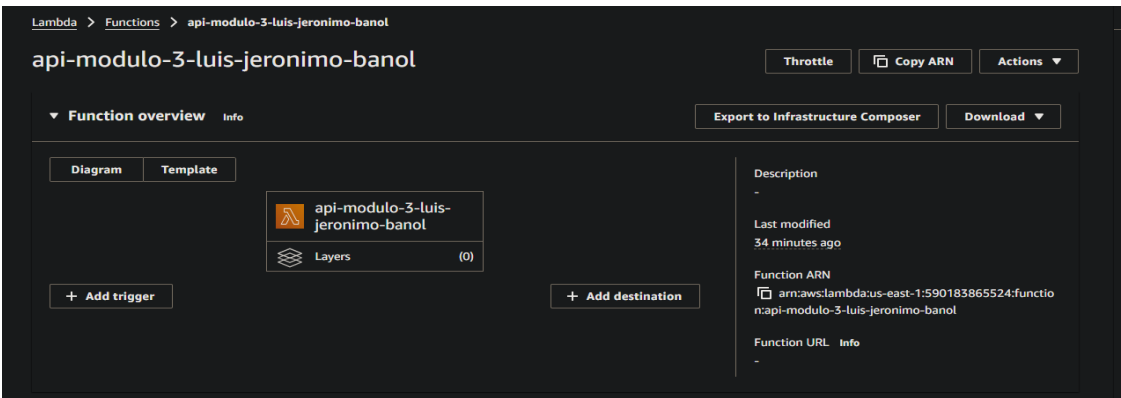 Lambda > Functions > api-modulo-3-luis-jeronimo-banol
api-modulo-3-luis-jeronimo-banol
Throttle
Copy ARN
Actions
Function overview Info
Export to Infrastructure Composer
Download
Diagram
Template
api-modulo-3-luis-
jeronimo-banol
Layers (0)
+ Add trigger
+ Add destination
Description
-
Last modified
34 minutes ago
Function ARN
arn:aws:lambda:us-east-1:590183865524:functio
n:api-modulo-3-luis-jeronimo-banol
Function URL Info
-